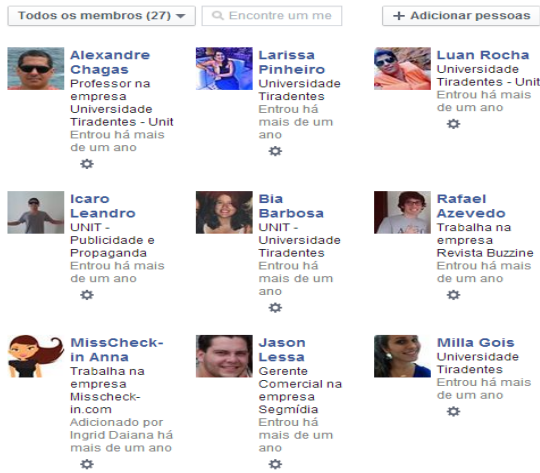 Todos os membros (27)
Encontre um me
Adicionar pessoas
Alexandre
Chagas
Professor na
empresa
Universidade
Tiradentes - Unit
Entrou há mais
de um ano
Larissa
Pinheiro
Universidade
Tiradentes
Entrou há
mais de um
ano
Luan Rocha
Universidade
Tiradentes - Unit
Entrou há mais
de um ano
Icaro
Leandro
UNIT -
Publicidade e
Propaganda
Entrou há mais
de um ano
Bia
Barbosa
UNIT -
Universidade
Tiradentes
Entrou há
mais de um
ano
Rafael
Azevedo
Trabalha na
empresa
Revista Buzzine
Entrou há mais
de um ano
MissCheck-
in Anna
Trabalha na
empresa
Misscheck-
in.com
Adicionado por
Ingrid Daiana há
mais de um ano
Jason
Lessa
Gerente
Comercial na
empresa
Segmídia
Entrou há
mais de um
ano
Milla Gois
Universidade
Tiradentes
Entrou há mais
de um ano